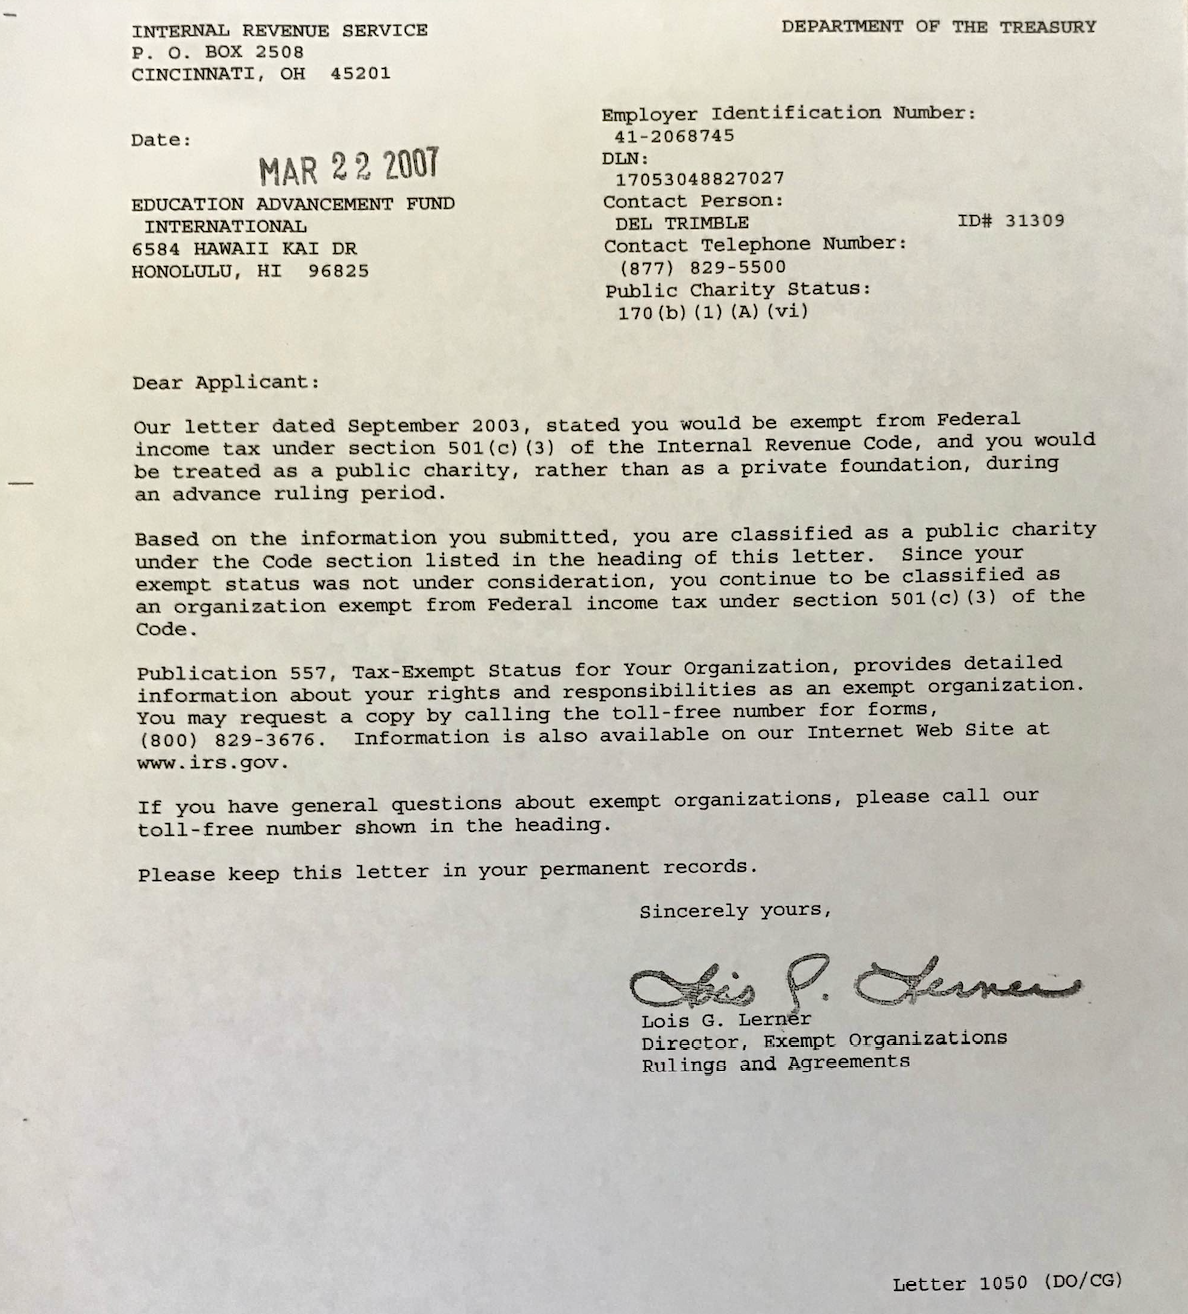 INTERNAL REVENUE SERVICE
P. O. BOX 2508
CINCINNATI, OH 45201
DEPARTMENT OF THE TREASURY
Date:
MAR 22 2007
EDUCATION ADVANCEMENT FUND
INTERNATIONAL
6584 HAWAII KAI DR
HONOLULU, HI 96825
Employer Identification Number:
41-2068745
DLN:
17053048827027
Contact Person:
DEL TRIMBLE ID# 31309
Contact Telephone Number:
(877) 829-5500
Public Charity Status:
170(b)(1)(A)(vi)
Dear Applicant:
Our letter dated September 2003, stated you would be exempt from Federal
income tax under section 501(c)(3) of the Internal Revenue Code, and you would
be treated as a public charity, rather than as a private foundation, during
an advance ruling period.
Based on the information you submitted, you are classified as a public charity
under the Code section listed in the heading of this letter. Since your
exempt status was not under consideration, you continue to be classified as
an organization exempt from Federal income tax under section 501(c)(3) of the
Code.
Publication 557, Tax-Exempt Status for Your Organization, provides detailed
information about your rights and responsibilities as an exempt organization.
You may request a copy by calling the toll-free number for forms,
(800) 829-3676. Information is also available on our Internet Web Site at
www.irs.gov.
If you have general questions about exempt organizations, please call our
toll-free number shown in the heading.
Please keep this letter in your permanent records.
Sincerely yours,
Lois G. Lerner
Lois G. Lerner
Director, Exempt Organizations
Rulings and Agreements
Letter 1050 (DO/CG)